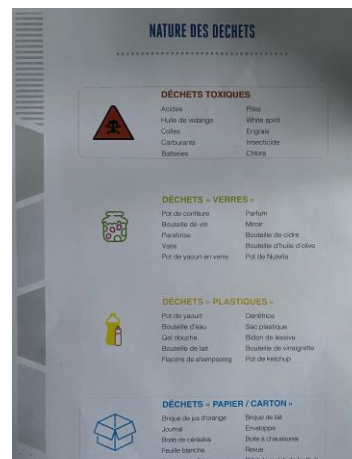 NATURE DES DECHETS
DÉCHETS TOXIQUES
Acides Piles
Huile de vidange White spirit
Colles Engrais
Carburants Insecticide
Batteries Chlore
DÉCHETS « VERRES »
Pot de confiture Parfum
Bouteille de vin Miroir
Parebrise Bouteille de cidre
Vase Bouteille d'huile d'olive
Pot de yaourt en verre Pot de Nutella
DÉCHETS « PLASTIQUES »
Pot de yaourt Dentifrice
Bouteille d'eau Sac plastique
Gel douche Bidon de lessive
Bouteille de lait Bouteille de vinaigrette
Flacons de shampooing Pot de ketchup
DÉCHETS « PAPIER / CARTON »
Brique de jus d'orange Brique de lait
Journal Enveloppe
Boite de céréales Boite à chaussures
Feuille blanche Revue